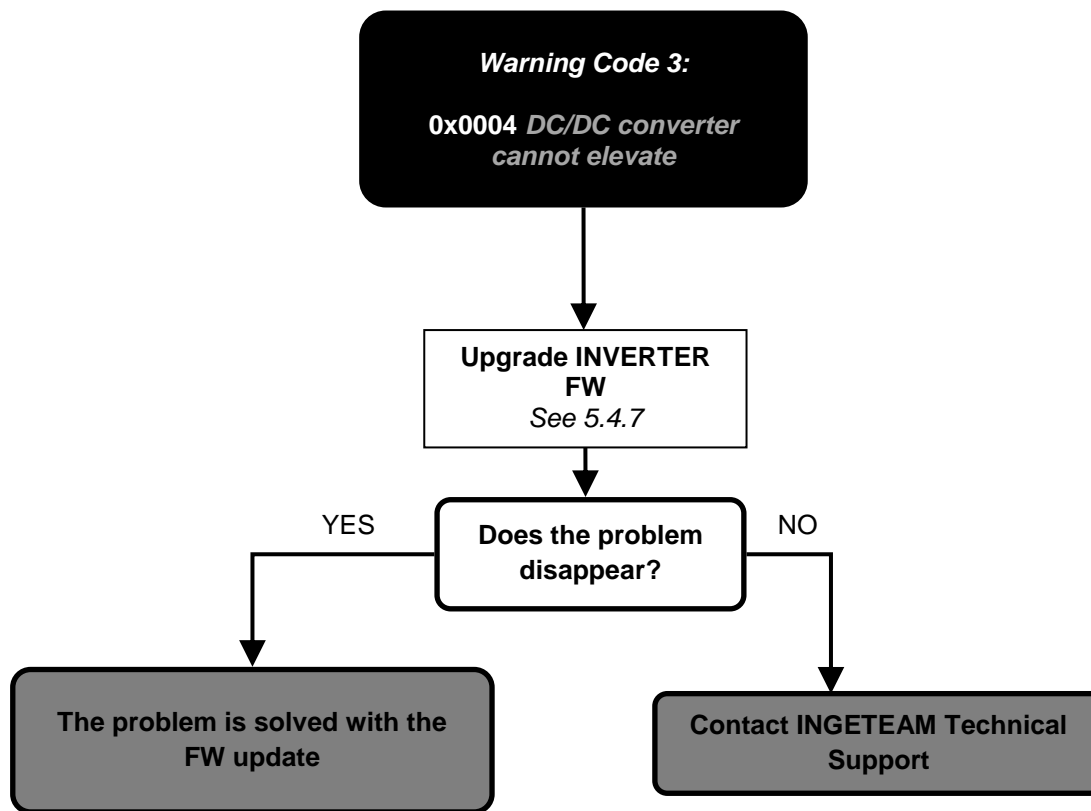 Warning Code 3:
0x0004 DC/DC converter
cannot elevate
Upgrade INVERTER
FW
See 5.4.7
YES
Does the problem
disappear?
NO
The problem is solved with the
FW update
Contact INGETEAM Technical
Support